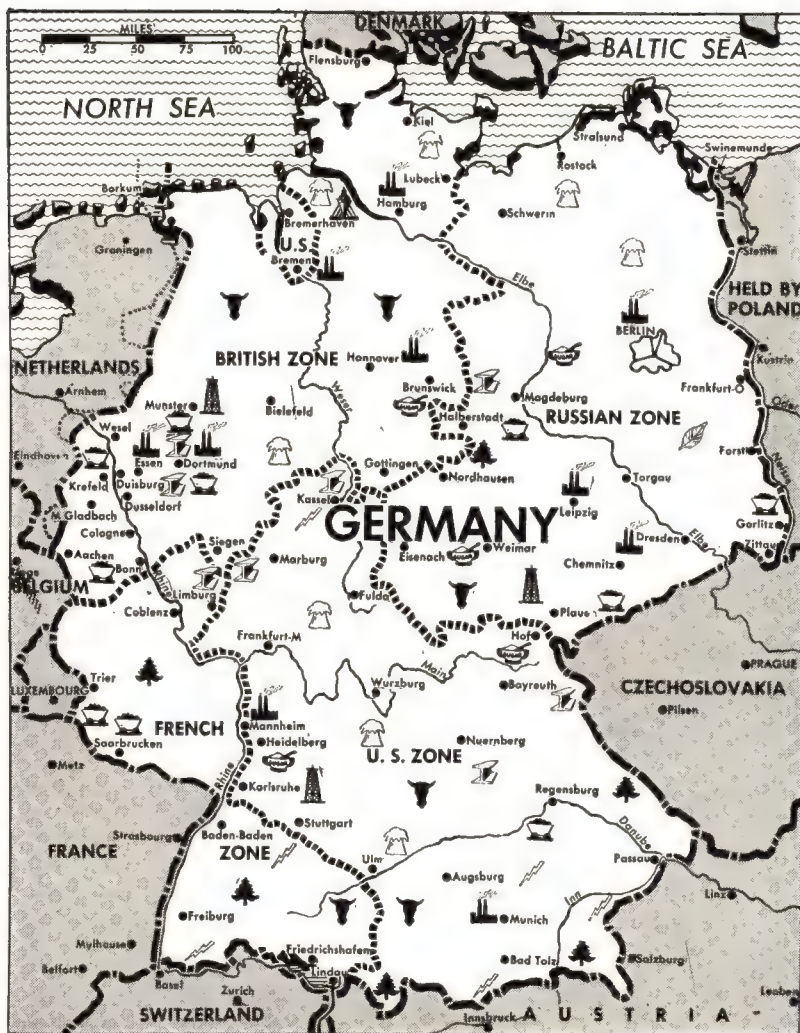 MILES
0 25 50 75 100
DENMARK
BALTIC SEA
NORTH SEA
Flensburg
Kiel
Stralsund
Rostock
Swinemunde
Lubeck
Hamburg
Schwerin
Borkum
Bremerhaven
U.S.
Bremen
Groningen
Stettin
Elbe
HELD BY
POLAND
BERLIN
NETHERLANDS
BRITISH ZONE
Hannover
Kustrin
Arnhem
Weser
Brunswick
Frankfurt-O
Munster
Bielefeld
Magdeburg
Oder
Halberstadt
RUSSIAN ZONE
SUGAR
Wesel
Essen
Dortmund
Gottingen
Nordhausen
Forst
Eindhoven
Krefeld
Duisburg
Torgau
Dusseldorf
Kassel
Leipzig
M. Gladbach
GERMANY
Gorlitz
Cologne
Siegen
Eisenach
SUGAR
Weimar
Dresden
Elbe
Zittau
Aachen
Bonn
Marburg
Chemnitz
BELGIUM
Rhine
Limburg
Fulda
Coblenz
Plauen
Frankfurt-M
Hof
SUGAR
Main
PRAGUE
Trier
Wurzburg
Bayreuth
CZECHOSLOVAKIA
LUXEMBOURG
Pilsen
FRENCH
Mannheim
Saarbrucken
Heidelberg
Nuernberg
U. S. ZONE
Metz
SUGAR
Rhine
Karlsruhe
Regensburg
Strasbourg
Baden-Baden
Stuttgart
Danube
FRANCE
ZONE
Ulm
Passau
Augsburg
Inn
Linz
Freiburg
Munich
Mylhouse
Friedrichshafen
Bad Tolz
Salzburg
Belfort
Basel
Lindau
Zurich
Leoben
SWITZERLAND
Innsbruck
AUSTRIA